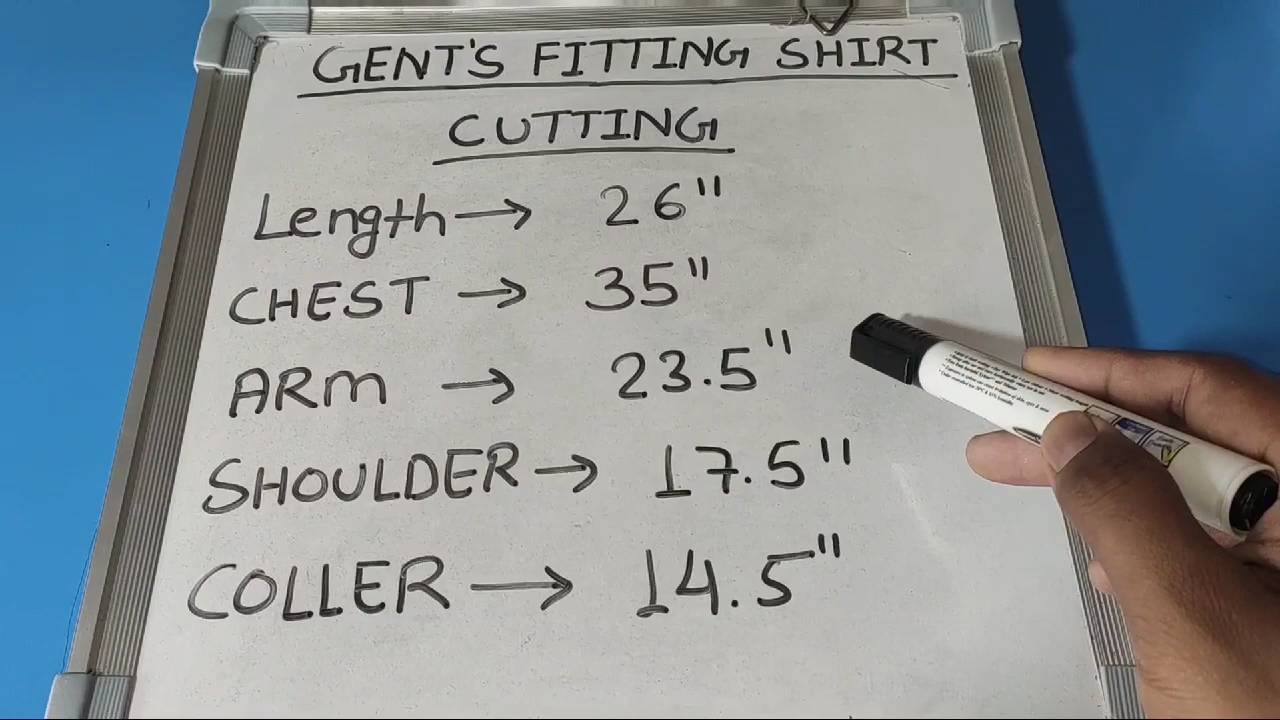 GENT'S FITTING SHIRT
CUTTING
Length → 26"
CHEST → 35"
ARM → 23.5"
SHOULDER → 17.5"
COLLER → 14.5"